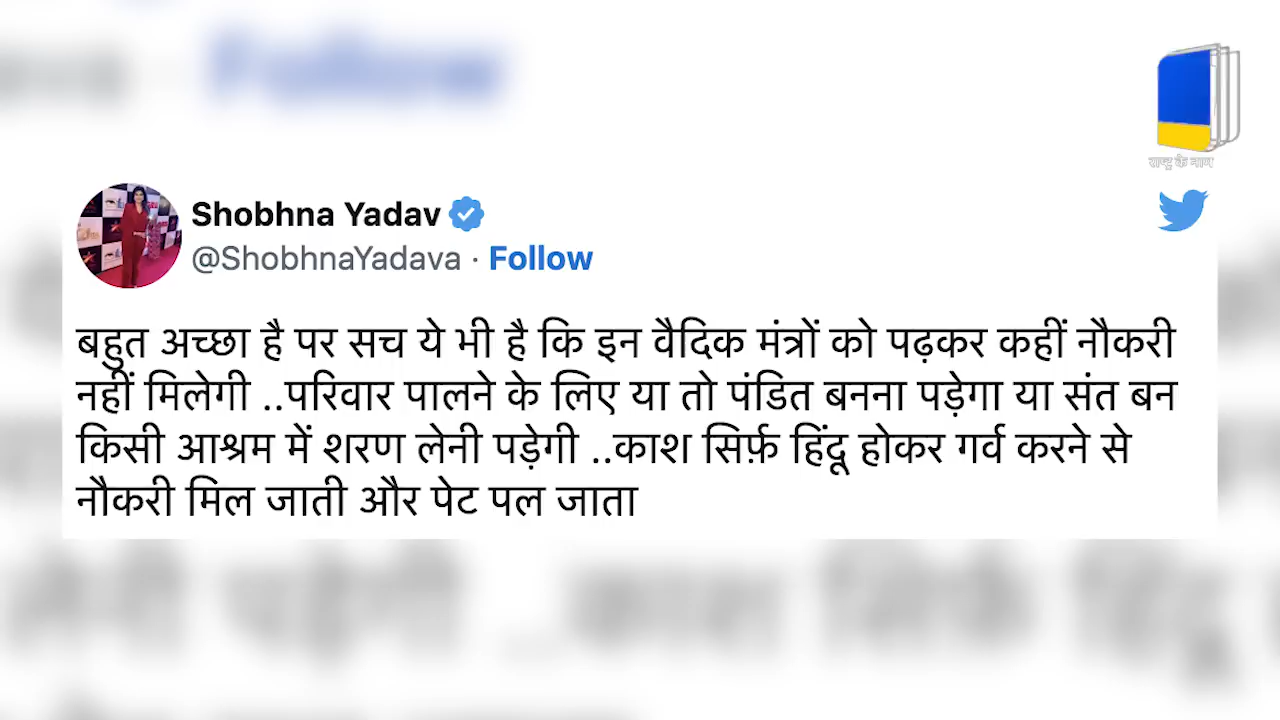 Follow
राष्ट्र के नाम
Shobhna Yadav
@ShobhnaYadava · Follow
बहुत अच्छा है पर सच ये भी है कि इन वैदिक मंत्रों को पढ़कर कहीं नौकरी
नहीं मिलेगी ..परिवार पालने के लिए या तो पंडित बनना पड़ेगा या संत बन
किसी आश्रम में शरण लेनी पड़ेगी ..काश सिर्फ़ हिंदू होकर गर्व करने से
नौकरी मिल जाती और पेट पल जाता